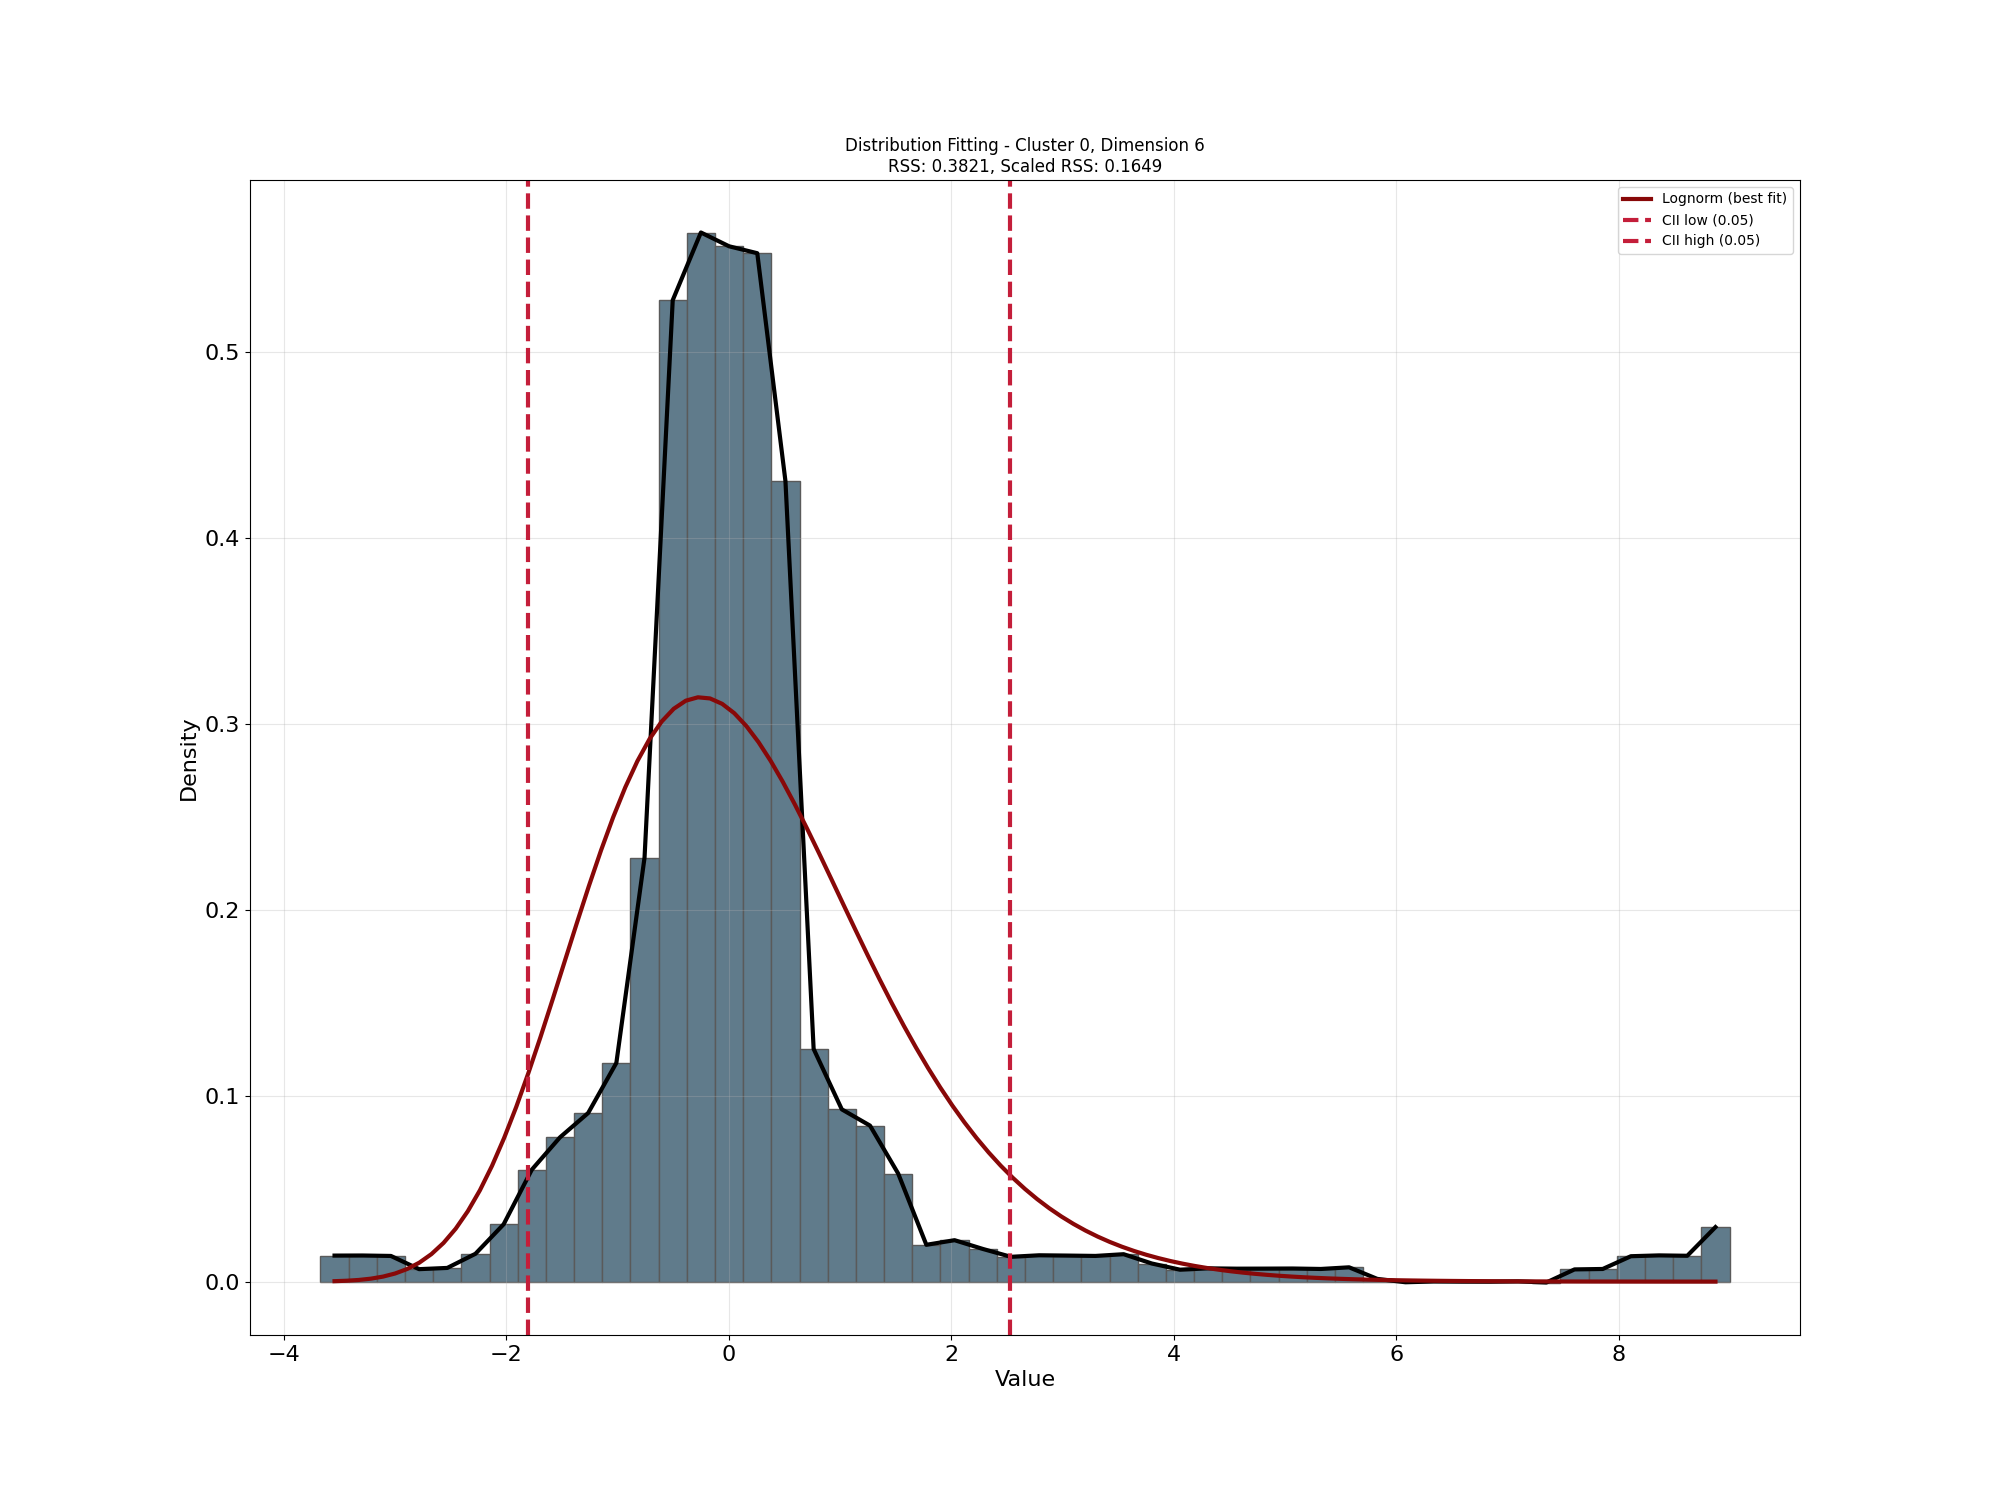 Distribution Fitting - Cluster 0, Dimension 6
RSS: 0.3821, Scaled RSS: 0.1649
Lognorm (best fit)
CII low (0.05)
CII high (0.05)
0.5
0.4
0.3
0.2
0.1
0.0
Density
−4 −2 0 2 4 6 8
Value